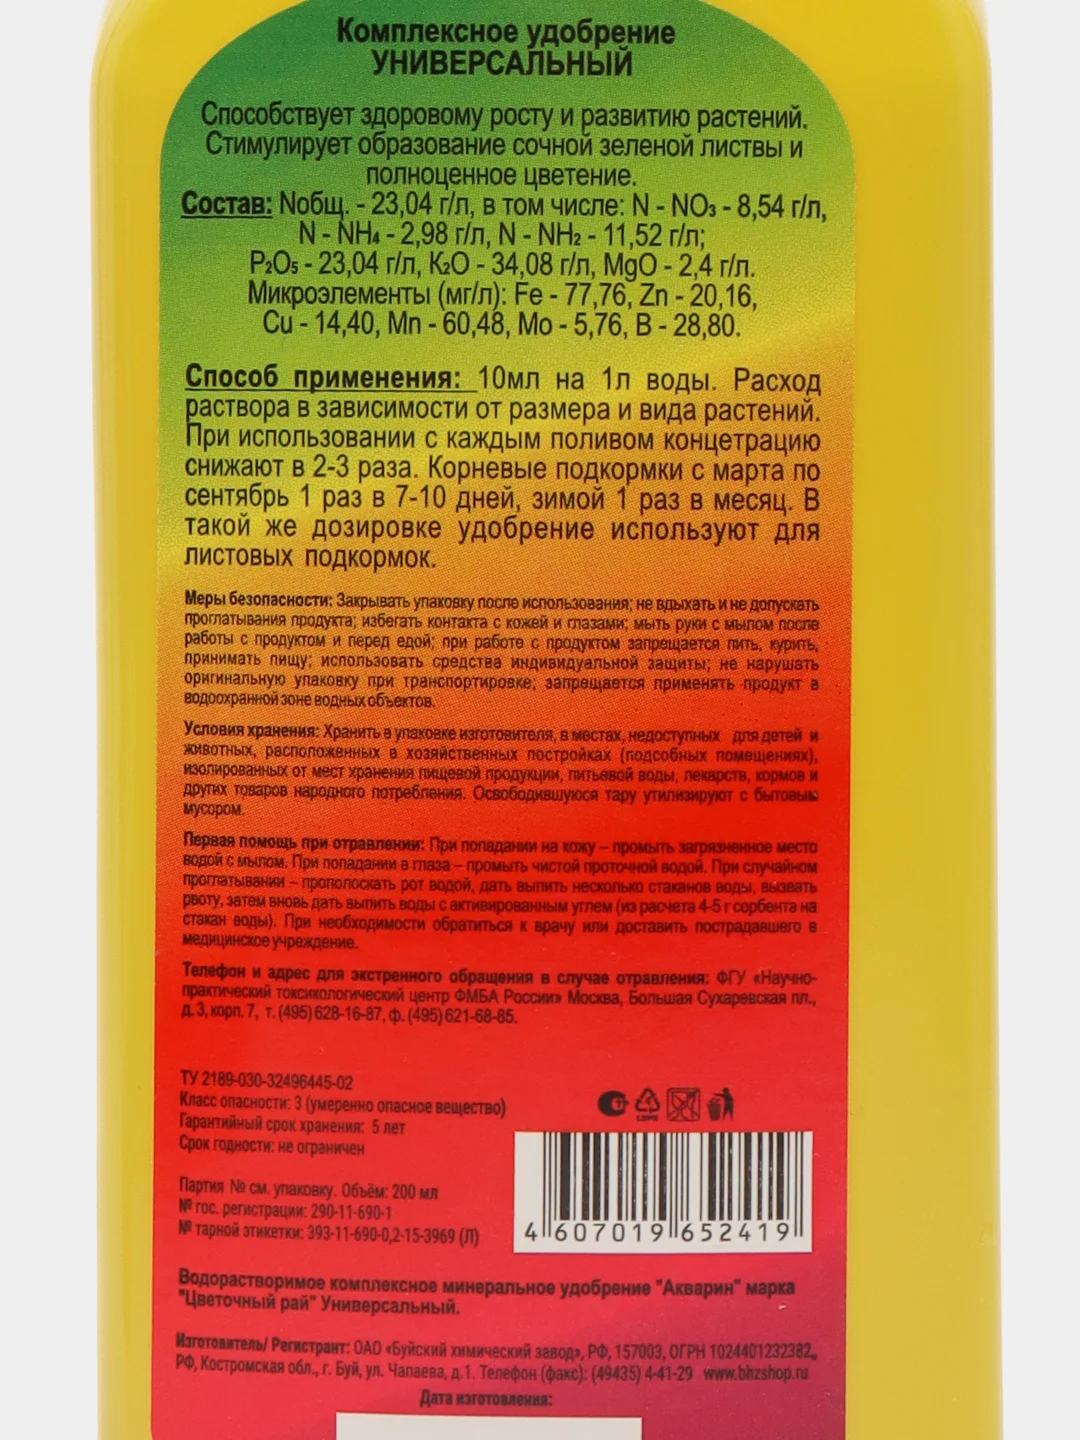 Комплексное удобрение
УНИВЕРСАЛЬНЫЙ
Способствует здоровому росту и развитию растений.
Стимулирует образование сочной зеленой листвы и
полноценное цветение.
Состав: Nобщ. - 23,04 г/л, в том числе: N - NO₃ - 8,54 г/л,
N - NH₄ - 2,98 г/л, N - NH₂ - 11,52 г/л;
P₂O₅ - 23,04 г/л, K₂O - 34,08 г/л, MgO - 2,4 г/л.
Микроэлементы (мг/л): Fe - 77,76, Zn - 20,16,
Cu - 14,40, Mn - 60,48, Mo - 5,76, B - 28,80.
Способ применения: 10мл на 1л воды. Расход
раствора в зависимости от размера и вида растений.
При использовании с каждым поливом концетрацию
снижают в 2-3 раза. Корневые подкормки с марта по
сентябрь 1 раз в 7-10 дней, зимой 1 раз в месяц. В
такой же дозировке удобрение используют для
листовых подкормок.
Меры безопасности: Закрывать упаковку после использования; не вдыхать и не допускать
проглатывания продукта; избегать контакта с кожей и глазами; мыть руки с мылом после
работы с продуктом и перед едой; при работе с продуктом запрещается пить, курить,
принимать пищу; использовать средства индивидуальной защиты; не нарушать
оригинальную упаковку при транспортировке; запрещается применять продукт в
водоохранной зоне водных объектов.
Условия хранения: Хранить в упаковке изготовителя, в местах, недоступных для детей и
животных, расположенных в хозяйственных постройках (подсобных помещениях),
изолированных от мест хранения пищевой продукции, питьевой воды, лекарств, кормов и
других товаров народного потребления. Освободившуюся тару утилизируют с бытовым
мусором.
Первая помощь при отравлении: При попадании на кожу – промыть загрязненное место
водой с мылом. При попадании в глаза – промыть чистой проточной водой. При случайном
проглатывании – прополоскать рот водой, дать выпить несколько стаканов воды, вызвать
рвоту, затем вновь дать выпить воды с активированным углем (из расчета 4-5 г сорбента на
стакан воды). При необходимости обратиться к врачу или доставить пострадавшего в
медицинское учреждение.
Телефон и адрес для экстренного обращения в случае отравления: ФГУ «Научно-
практический токсикологический центр ФМБА России» Москва, Большая Сухаревская пл.,
д. 3, корп. 7, т. (495) 628-16-87, ф. (495) 621-68-85.
ТУ 2189-030-32496445-02
Класс опасности: 3 (умеренно опасное вещество)
Гарантийный срок хранения: 5 лет
Срок годности: не ограничен
Партия № см. упаковку. Объём: 200 мл
№ гос. регистрации: 290-11-690-1
№ тарной этикетки: 393-11-690-0,2-15-3969 (Л)
4 607019 652419
Водорастворимое комплексное минеральное удобрение "Акварин" марка
"Цветочный рай" Универсальный.
Изготовитель/ Регистрант: ОАО «Буйский химический завод», РФ, 157003, ОГРН 1024401232382,
РФ, Костромская обл., г. Буй, ул. Чапаева, д.1. Телефон (факс): (49435) 4-41-29 www.bhzshop.ru
Дата изготовления: